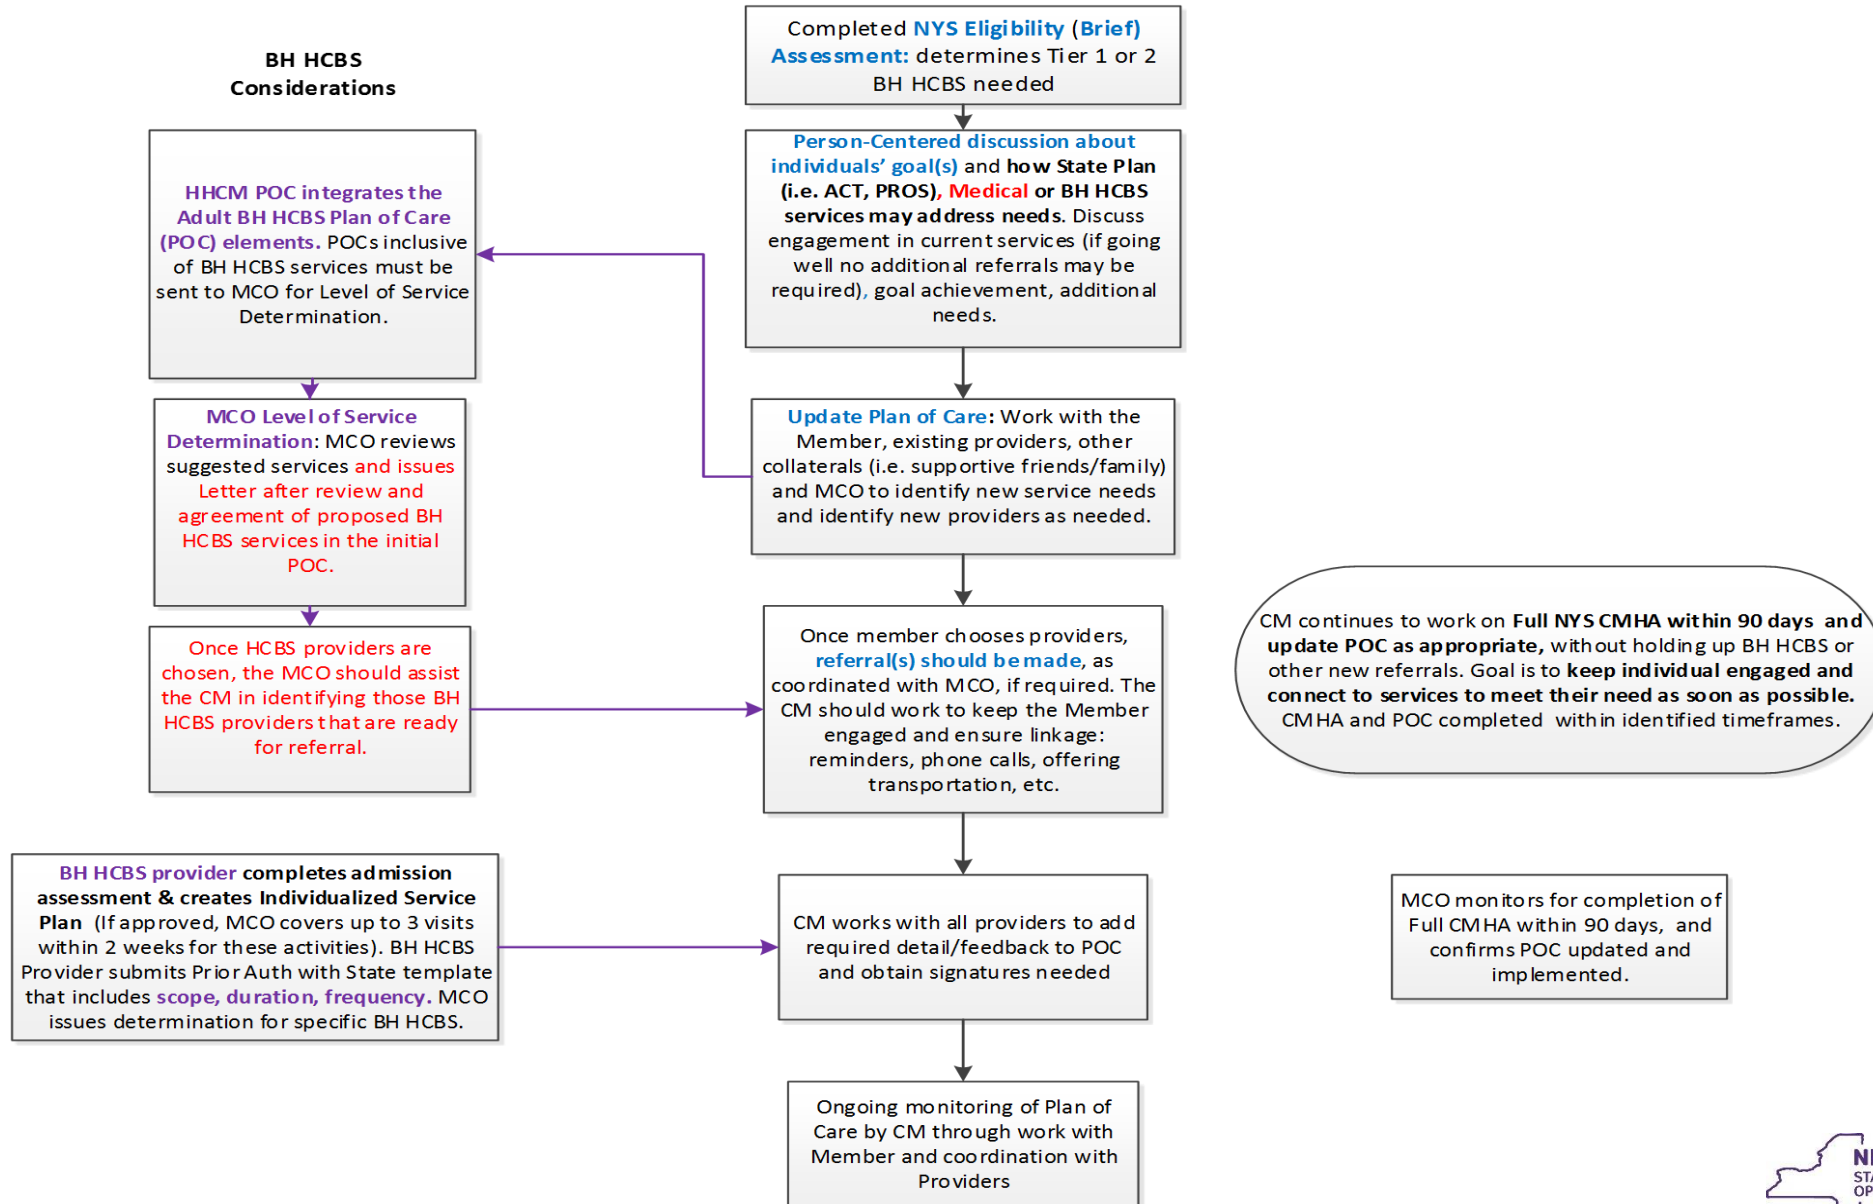 BH HCBS
Considerations
Completed NYS Eligibility (Brief)
Assessment: determines Tier 1 or 2
BH HCBS needed
Person-Centered discussion about
individuals’ goal(s) and how State Plan
(i.e. ACT, PROS), Medical or BH HCBS
services may address needs. Discuss
engagement in current services (if going
well no additional referrals may be
required), goal achievement, additional
needs.
HHCM POC integrates the
Adult BH HCBS Plan of Care
(POC) elements. POCs inclusive
of BH HCBS services must be
sent to MCO for Level of Service
Determination.
MCO Level of Service
Determination: MCO reviews
suggested services and issues
Letter after review and
agreement of proposed BH
HCBS services in the initial
POC.
Update Plan of Care: Work with the
Member, existing providers, other
collaterals (i.e. supportive friends/family)
and MCO to identify new service needs
and identify new providers as needed.
Once HCBS providers are
chosen, the MCO should assist
the CM in identifying those BH
HCBS providers that are ready
for referral.
Once member chooses providers,
referral(s) should be made, as
coordinated with MCO, if required. The
CM should work to keep the Member
engaged and ensure linkage:
reminders, phone calls, offering
transportation, etc.
CM continues to work on Full NYS CMHA within 90 days and
update POC as appropriate, without holding up BH HCBS or
other new referrals. Goal is to keep individual engaged and
connect to services to meet their need as soon as possible.
CMHA and POC completed within identified timeframes.
BH HCBS provider completes admission
assessment & creates Individualized Service
Plan (If approved, MCO covers up to 3 visits
within 2 weeks for these activities). BH HCBS
Provider submits Prior Auth with State template
that includes scope, duration, frequency. MCO
issues determination for specific BH HCBS.
CM works with all providers to add
required detail/feedback to POC
and obtain signatures needed
MCO monitors for completion of
Full CMHA within 90 days, and
confirms POC updated and
implemented.
Ongoing monitoring of Plan of
Care by CM through work with
Member and coordination with
Providers